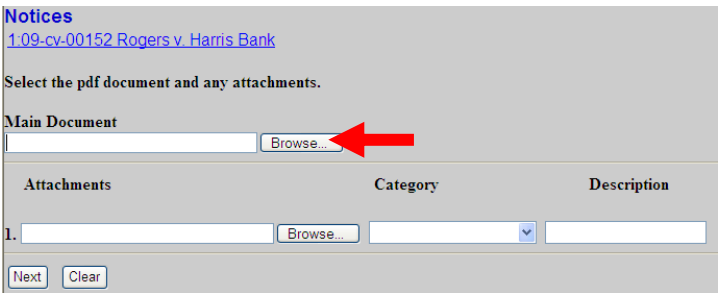 Notices
1:09-cv-00152 Rogers v. Harris Bank
Select the pdf document and any attachments.
Main Document
Browse...
Attachments Category Description
1. Browse...
Next Clear